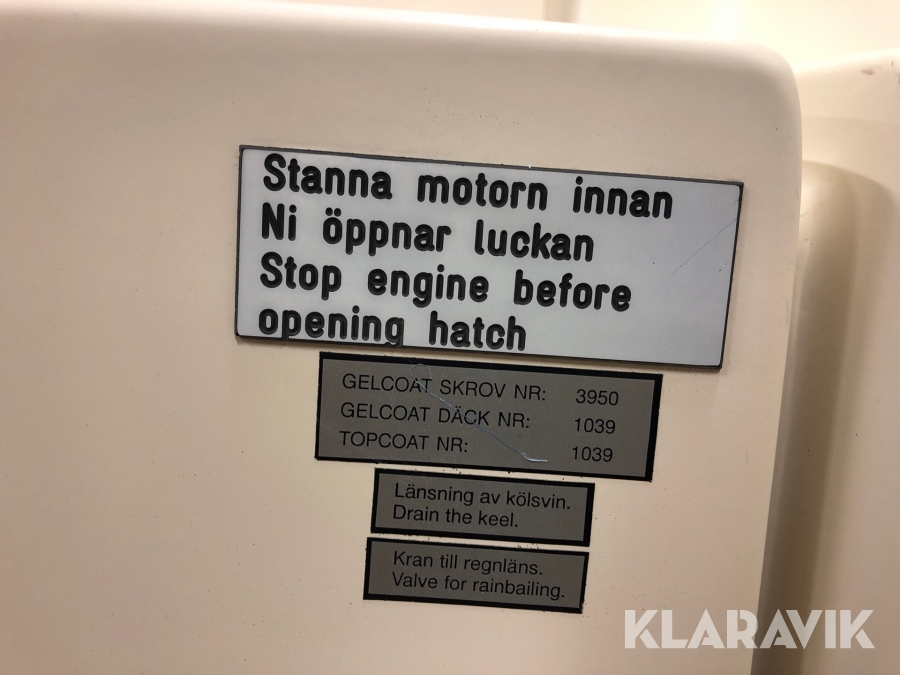 Stanna motorn innan
Ni öppnar luckan
Stop engine before
opening hatch
GELCOAT SKROV NR: 3950
GELCOAT DÄCK NR: 1039
TOPCOAT NR: 1039
Länsning av kölsvin.
Drain the keel.
Kran till regnläns.
Valve for rainbailing.
KLARAVIK